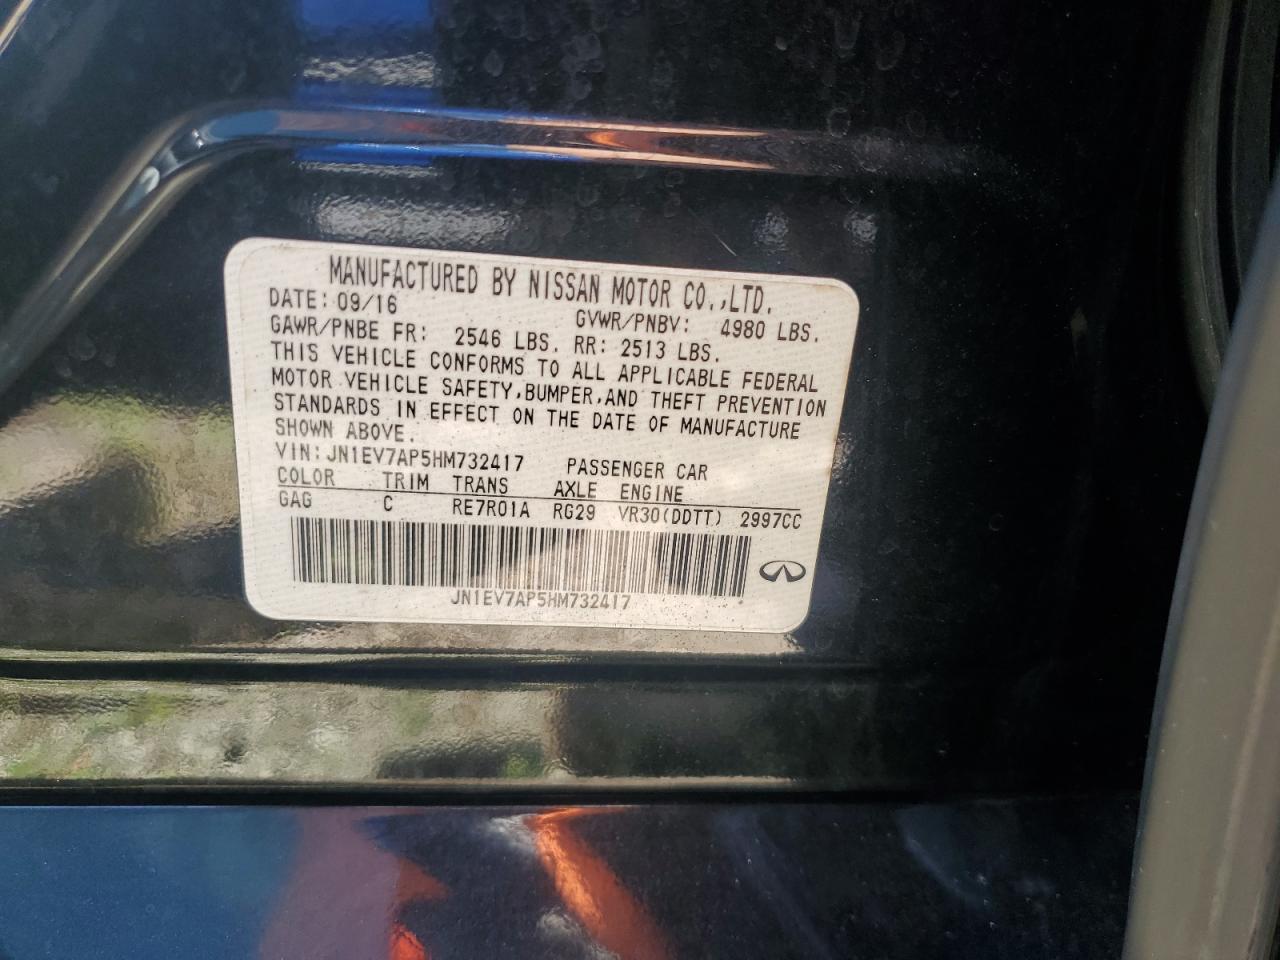 MANUFACTURED BY NISSAN MOTOR CO.,LTD.
DATE: 09/16 GVWR/PNBV: 4980 LBS.
GAWR/PNBE FR: 2546 LBS. RR: 2513 LBS.
THIS VEHICLE CONFORMS TO ALL APPLICABLE FEDERAL
MOTOR VEHICLE SAFETY,BUMPER,AND THEFT PREVENTION
STANDARDS IN EFFECT ON THE DATE OF MANUFACTURE
SHOWN ABOVE.
VIN:JN1EV7AP5HM732417 PASSENGER CAR
COLOR TRIM TRANS AXLE ENGINE
GAG C RE7R01A RG29 VR30(DDTT) 2997CC
JN1EV7AP5HM732417